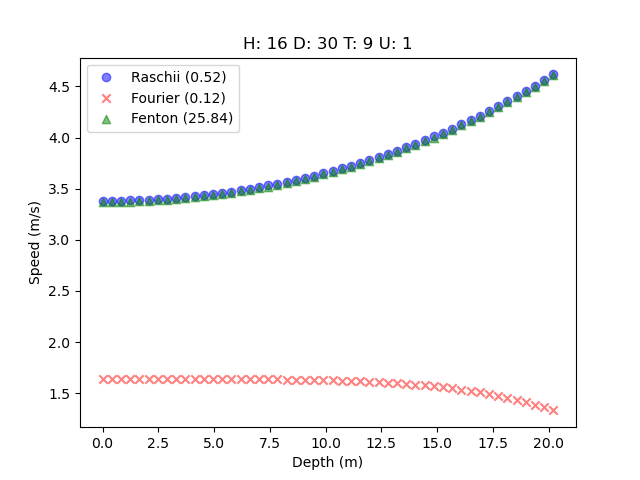 H: 16 D: 30 T: 9 U: 1
Raschii (0.52)
Fourier (0.12)
Fenton (25.84)
Speed (m/s)
4.5
4.0
3.5
3.0
2.5
2.0
1.5
0.0 2.5 5.0 7.5 10.0 12.5 15.0 17.5 20.0
Depth (m)